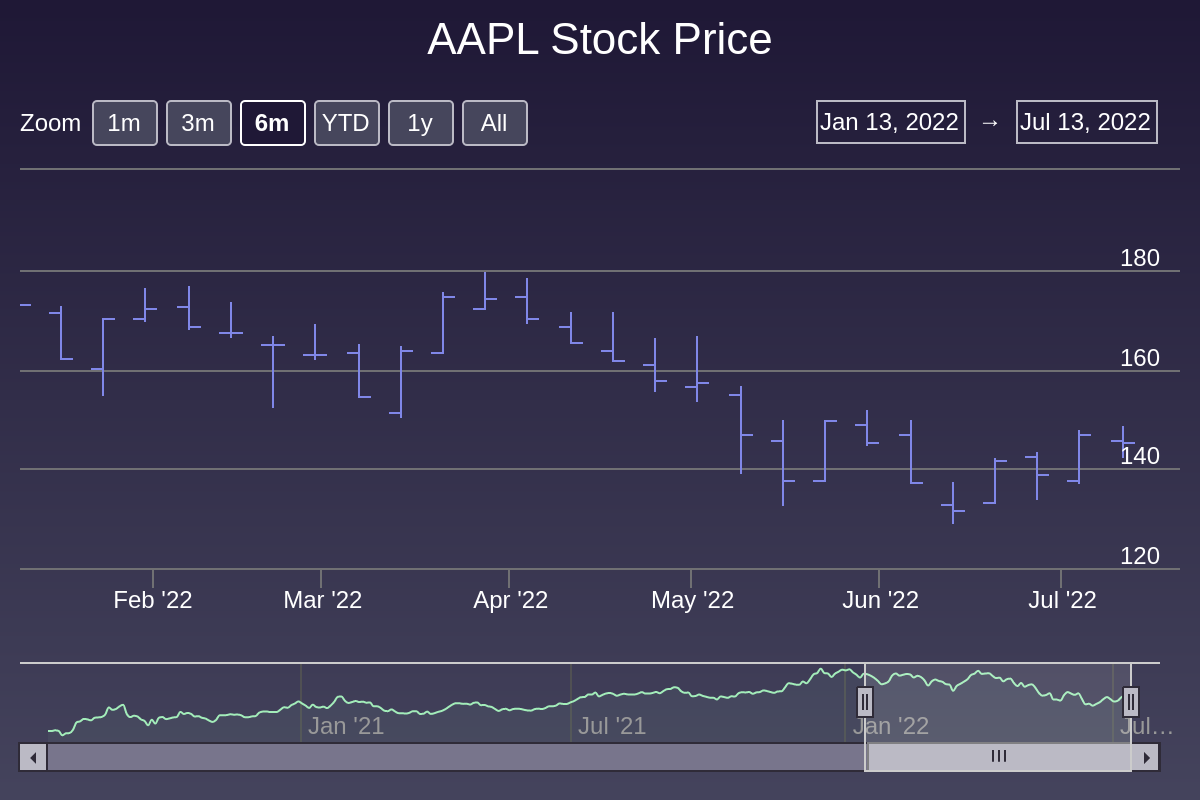 AAPL Stock Price
Zoom 1m 3m 6m YTD 1y All Jan 13, 2022 → Jul 13, 2022
180
160
140
120
Feb '22 Mar '22 Apr '22 May '22 Jun '22 Jul '22
Jan '21 Jul '21 Jan '22 Jul…